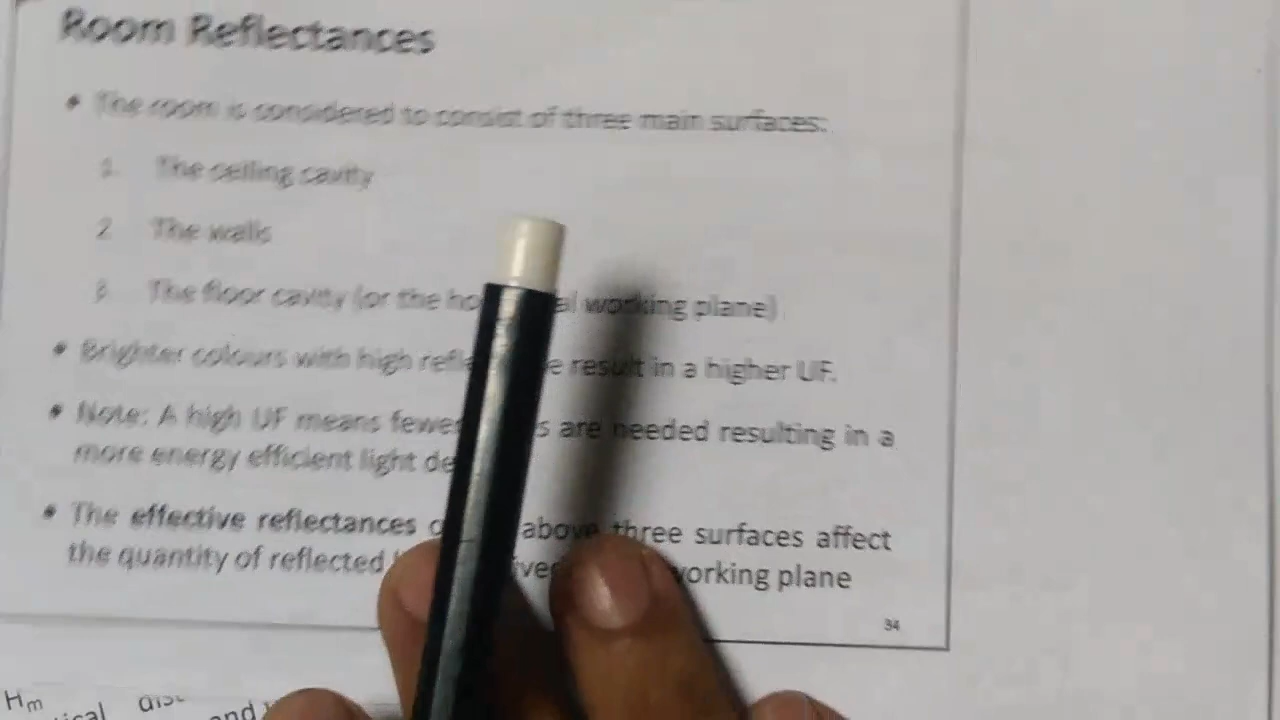 Room Reflectances
• The room is considered to consist of three main surfaces:
1. The ceiling cavity
2. The walls
3. The floor cavity (or the ho al working plane)
• Brighter colours with high refle e result in a higher UF.
• Note: A high UF means fewe s are needed resulting in a
more energy efficient light de
• The effective reflectances above three surfaces affect
the quantity of reflected ive working plane
34
Hm
and